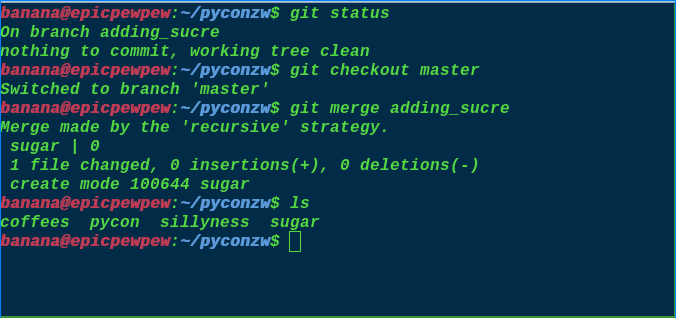 banana@epicpewpew:~/pyconzw$ git status
On branch adding_sucre
nothing to commit, working tree clean
banana@epicpewpew:~/pyconzw$ git checkout master
Switched to branch 'master'
banana@epicpewpew:~/pyconzw$ git merge adding_sucre
Merge made by the 'recursive' strategy.
 sugar | 0
 1 file changed, 0 insertions(+), 0 deletions(-)
 create mode 100644 sugar
banana@epicpewpew:~/pyconzw$ ls
coffees  pycon  sillyness  sugar
banana@epicpewpew:~/pyconzw$